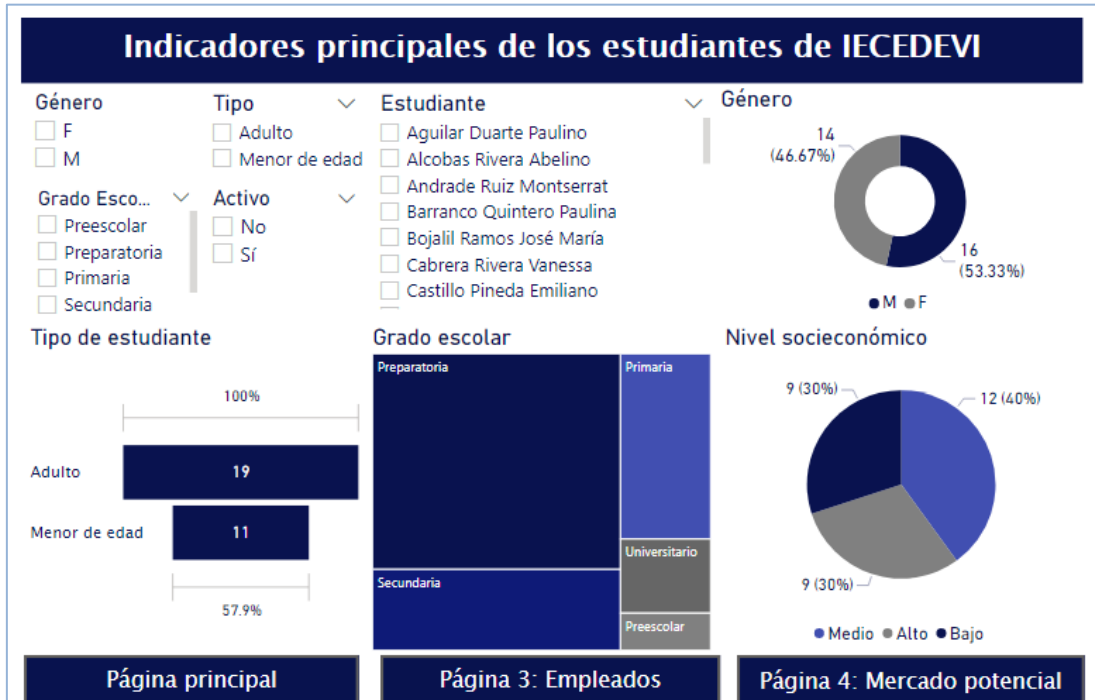 Indicadores principales de los estudiantes de IECEDEVI
Género
F
M
Tipo
Adulto
Menor de edad
Grado Esco...
Preescolar
Preparatoria
Primaria
Secundaria
Activo
No
Sí
Estudiante
Aguilar Duarte Paulino
Alcobas Rivera Abelino
Andrade Ruiz Montserrat
Barranco Quintero Paulina
Bojalil Ramos José María
Cabrera Rivera Vanessa
Castillo Pineda Emiliano
Género
14
(46.67%)
16
(53.33%)
M F
Tipo de estudiante
100%
Adulto 19
Menor de edad 11
57.9%
Grado escolar
Preparatoria
Primaria
Universitario
Secundaria
Preescolar
Nivel socioeconómico
9 (30%)
12 (40%)
9 (30%)
Medio Alto Bajo
Página principal
Página 3: Empleados
Página 4: Mercado potencial